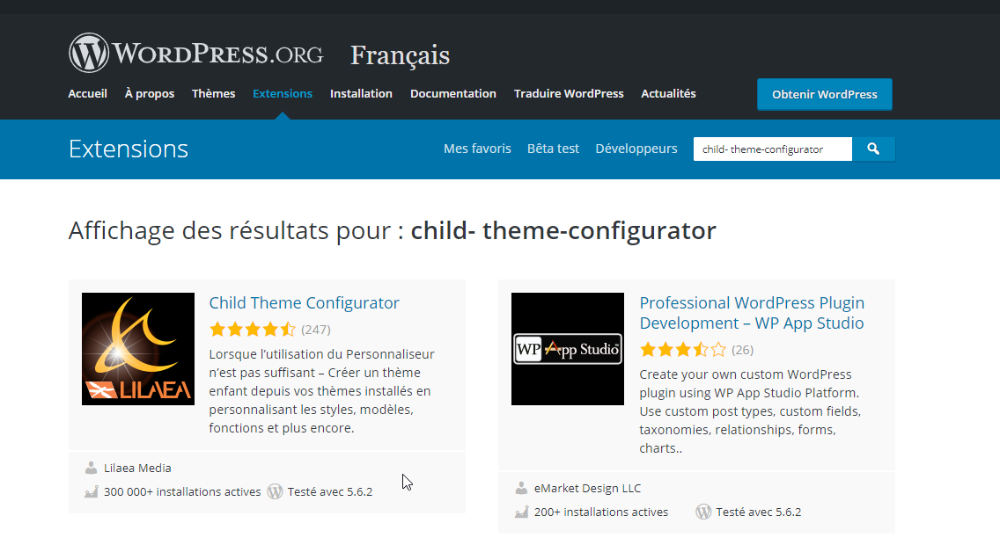 WORDPRESS.ORG Français
Accueil À propos Thèmes Extensions Installation Documentation Traduire WordPress Actualités Obtenir WordPress
Extensions Mes favoris Bêta test Développeurs child- theme-configurator
Affichage des résultats pour : child- theme-configurator
LILAEA
Child Theme Configurator
(247)
Lorsque l’utilisation du Personnaliseur
n’est pas suffisant – Créer un thème
enfant depuis vos thèmes installés en
personnalisant les styles, modèles,
fonctions et plus encore.
Lilaea Media
300 000+ installations actives Testé avec 5.6.2
WP App Studio™
Professional WordPress Plugin
Development – WP App Studio
(26)
Create your own custom WordPress
plugin using WP App Studio Platform.
Use custom post types, custom fields,
taxonomies, relationships, forms,
charts..
eMarket Design LLC
200+ installations actives Testé avec 5.6.2